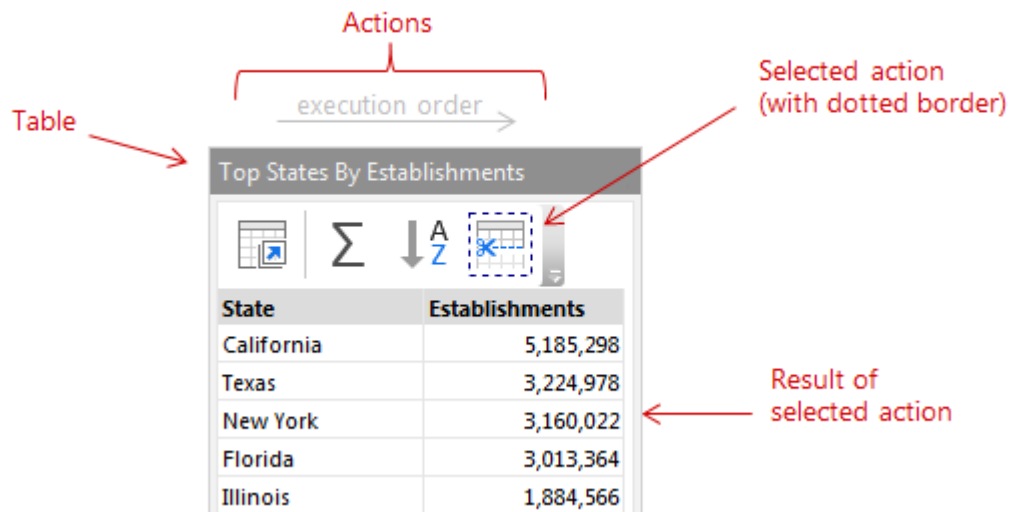 Actions
execution order
Selected action
(with dotted border)
Table
Top States By Establishments
A
Z
State Establishments
California 5,185,298
Texas 3,224,978
New York 3,160,022
Florida 3,013,364
Illinois 1,884,566
Result of
selected action